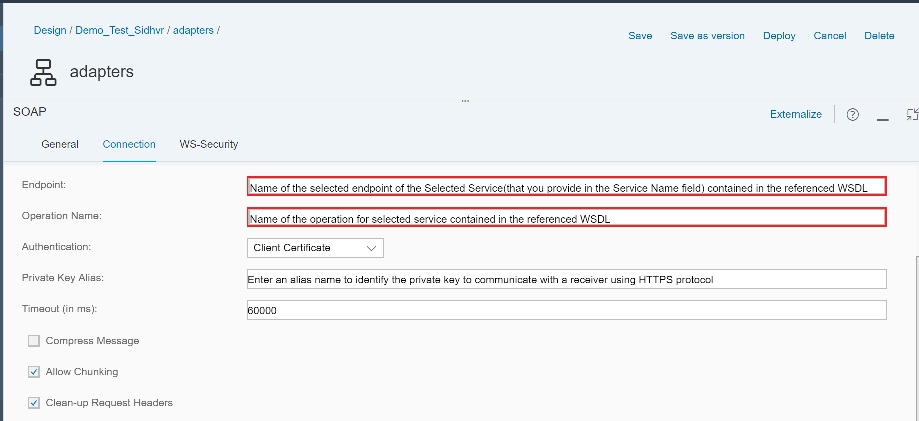 Design / Demo_Test_Sidhvr / adapters /
Save Save as version Deploy Cancel Delete
adapters
...
SOAP
Externalize ?
General Connection WS-Security
Endpoint: Name of the selected endpoint of the Selected Service(that you provide in the Service Name field) contained in the referenced WSDL
Operation Name: Name of the operation for selected service contained in the referenced WSDL
Authentication: Client Certificate
Private Key Alias: Enter an alias name to identify the private key to communicate with a receiver using HTTPS protocol
Timeout (in ms): 60000
Compress Message
Allow Chunking
Clean-up Request Headers